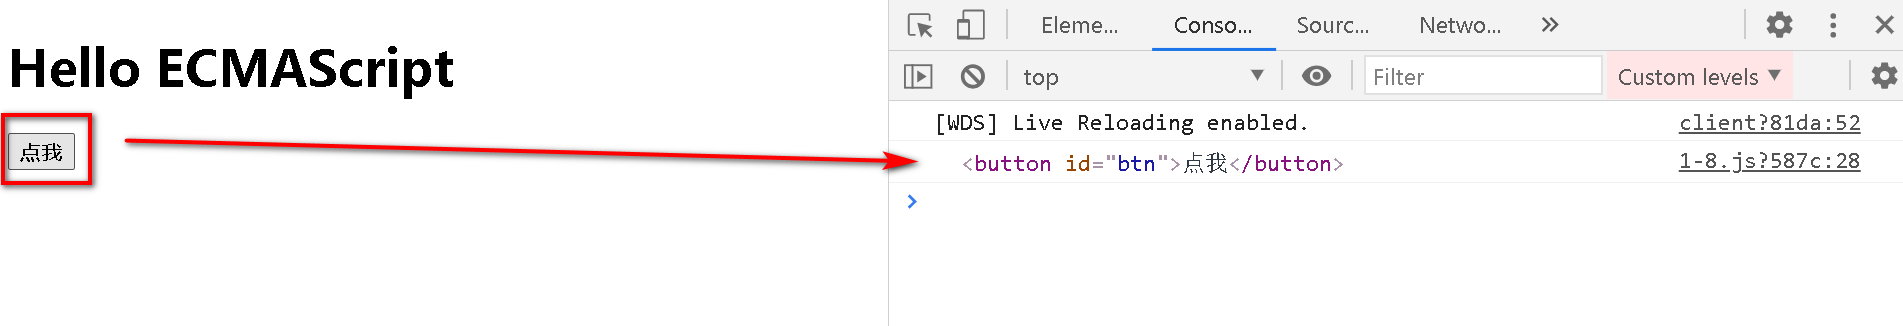 Hello ECMAScript
点我
Eleme... Conso... Sourc... Netwo...
top Filter Custom levels
[WDS] Live Reloading enabled. client?81da:52
<button id="btn">点我</button> 1-8.js?587c:28